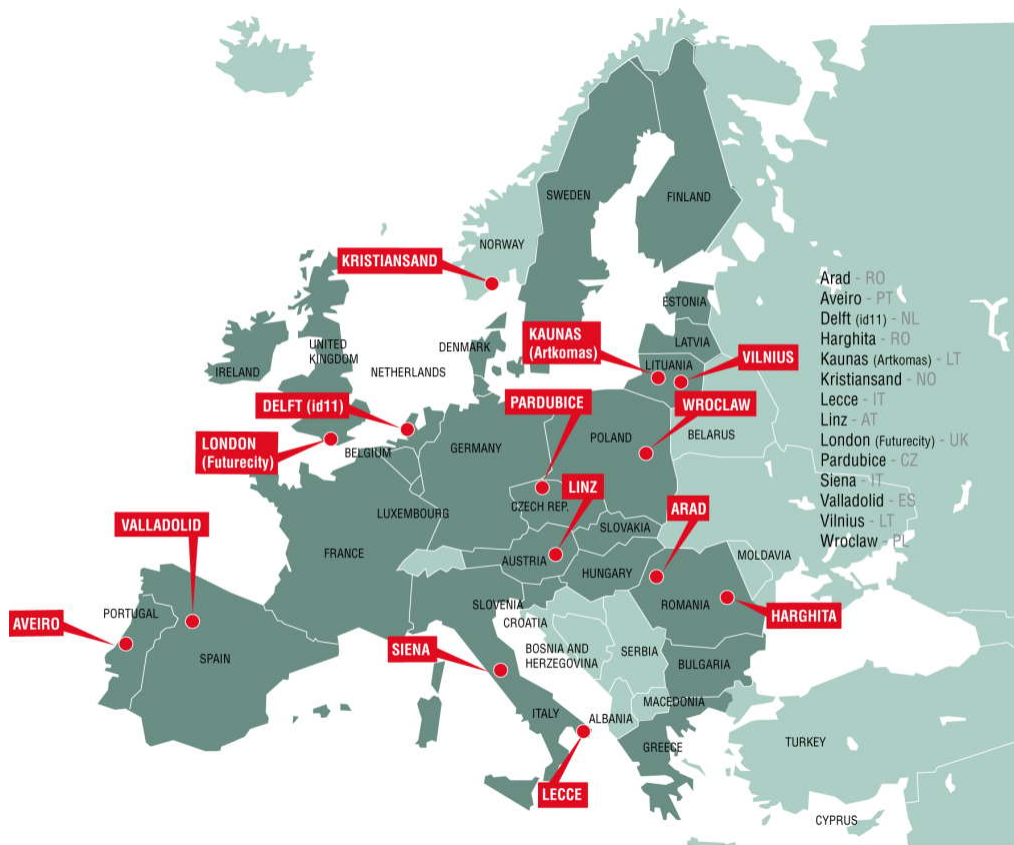 SWEDEN
FINLAND
NORWAY
KRISTIANSAND
ESTONIA
LATVIA
KAUNAS
(Artkomas)
LITUANIA
VILNIUS
UNITED
KINGDOM
IRELAND
DENMARK
NETHERLANDS
DELFT (id11)
LONDON
(Futurecity)
BELGIUM
PARDUBICE
WROCLAW
GERMANY
POLAND
BELARUS
LINZ
CZECH REP.
LUXEMBOURG
ARAD
SLOVAKIA
VALLADOLID
FRANCE
AUSTRIA
HUNGARY
MOLDAVIA
ROMANIA
HARGHITA
PORTUGAL
AVEIRO
SPAIN
SLOVENIA
CROATIA
SIENA
BOSNIA AND
HERZEGOVINA
SERBIA
BULGARIA
MACEDONIA
ITALY
ALBANIA
GREECE
TURKEY
LECCE
CYPRUS
Arad - RO
Aveiro - PT
Delft (id11) - NL
Harghita - RO
Kaunas (Artkomas) - LT
Kristiansand - NO
Lecce - IT
Linz - AT
London (Futurecity) - UK
Pardubice - CZ
Siena - IT
Valladolid - ES
Vilnius - LT
Wroclaw - PL